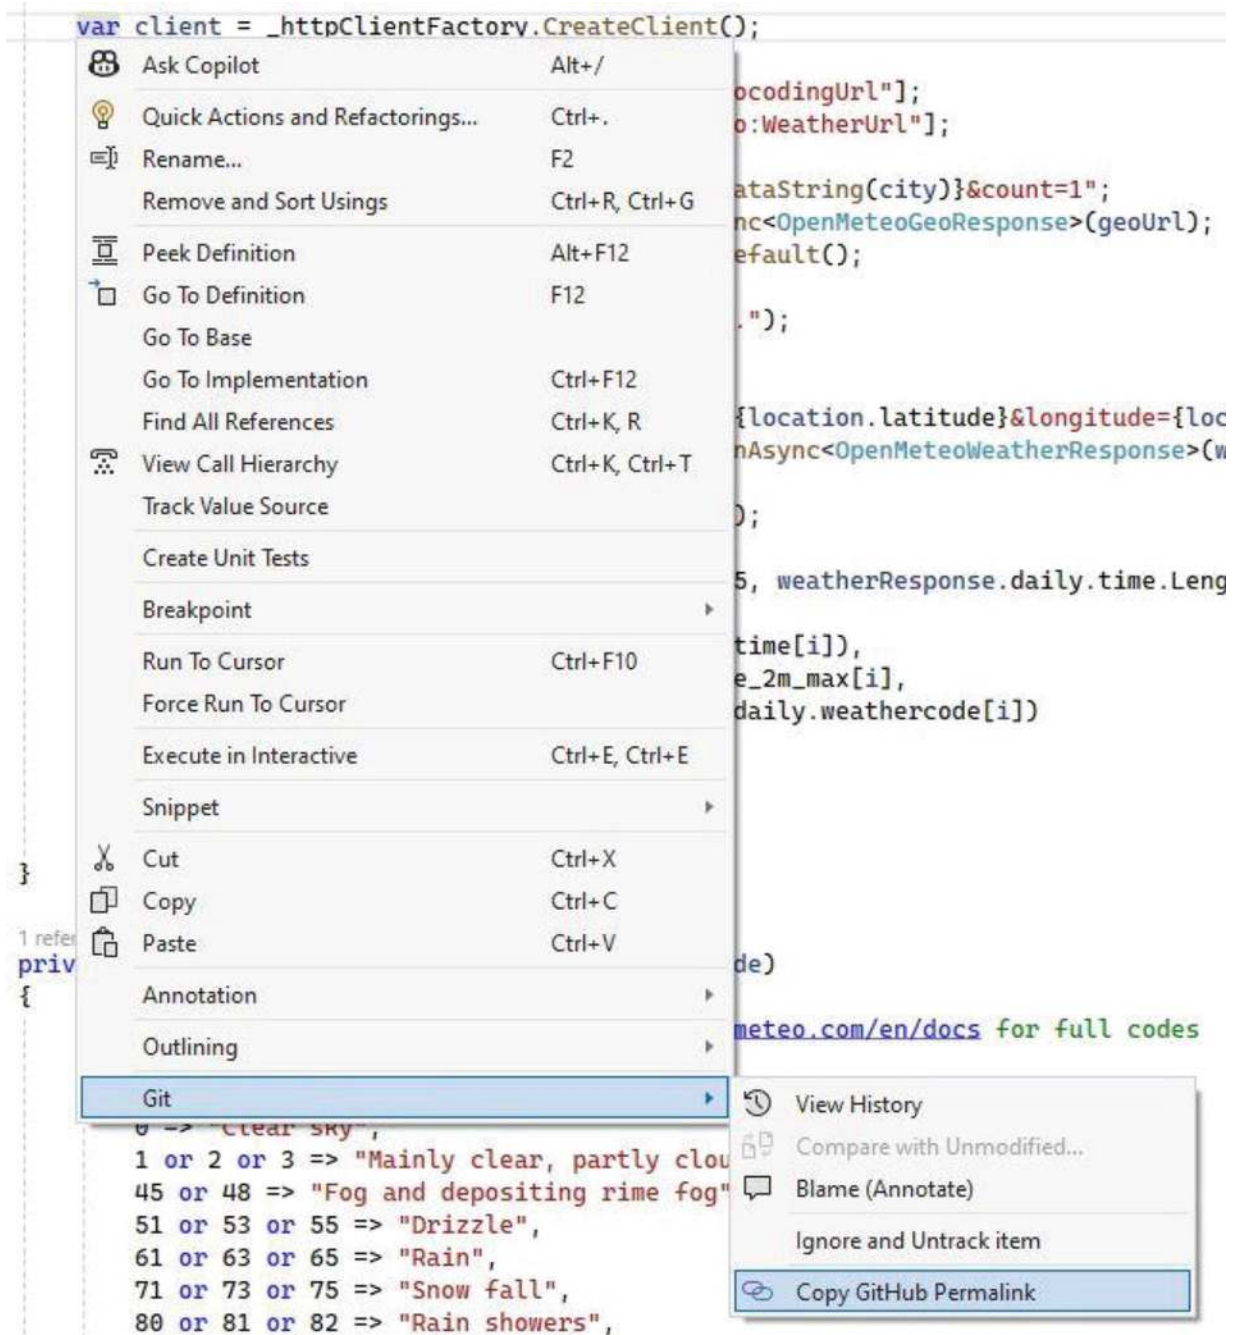 var client = _httpClientFactory.CreateClient();
Ask Copilot Alt+/
ocodingUrl"];
Quick Actions and Refactorings... Ctrl+.
o:WeatherUrl"];
Rename... F2
Remove and Sort Usings Ctrl+R, Ctrl+G
ataString(city)}&count=1";
nc<OpenMeteoGeoResponse>(geoUrl);
Peek Definition Alt+F12
efault();
Go To Definition F12
.");
Go To Base
Go To Implementation Ctrl+F12
Find All References Ctrl+K, R
{location.latitude}&longitude={loc
nAsync<OpenMeteoWeatherResponse>(w
View Call Hierarchy Ctrl+K, Ctrl+T
Track Value Source
);
Create Unit Tests
5, weatherResponse.daily.time.Leng
Breakpoint
time[i]),
Run To Cursor Ctrl+F10
e_2m_max[i],
Force Run To Cursor
daily.weathercode[i])
Execute in Interactive Ctrl+E, Ctrl+E
Snippet
Cut Ctrl+X
}
Copy Ctrl+C
1 refer
Paste Ctrl+V
priv
de)
{
Annotation
meteo.com/en/docs for full codes
Outlining
Git
View History
0 => "Clear sky",
Compare with Unmodified...
1 or 2 or 3 => "Mainly clear, partly clou
45 or 48 => "Fog and depositing rime fog"
Blame (Annotate)
51 or 53 or 55 => "Drizzle",
Ignore and Untrack item
61 or 63 or 65 => "Rain",
71 or 73 or 75 => "Snow fall",
Copy GitHub Permalink
80 or 81 or 82 => "Rain showers",